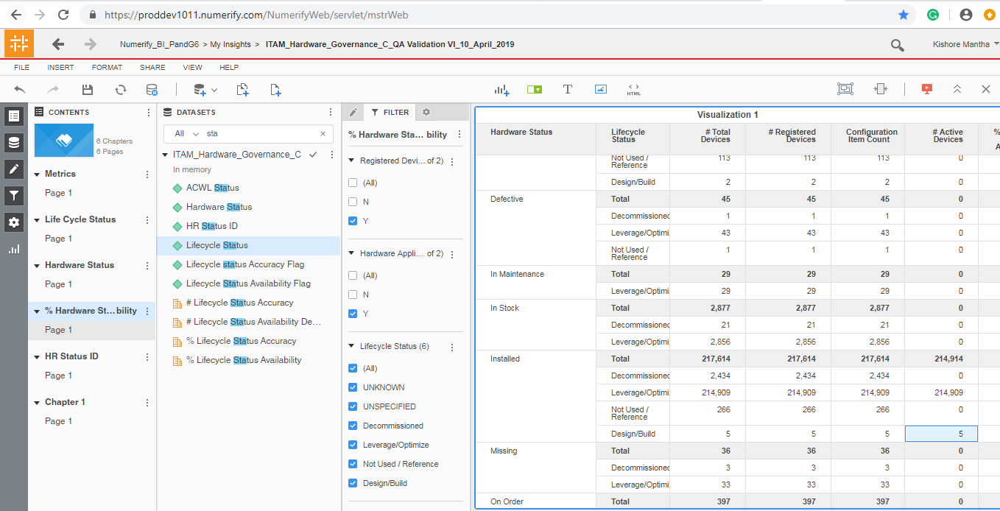 https://proddev1011.numerify.com/NumerifyWeb/servlet/mstrWeb
Numerify_BI_PandG6 > My Insights > ITAM_Hardware_Governance_C_QA Validation VI_10_April_2019
Kishore Mantha
FILE INSERT FORMAT SHARE VIEW HELP
HTML
CONTENTS
6 Chapters
6 Pages
Metrics
Page 1
Life Cycle Status
Page 1
Hardware Status
Page 1
% Hardware St... bility
Page 1
HR Status ID
Page 1
Chapter 1
Page 1
DATASETS
All sta
ITAM_Hardware_Governance_C
In memory
ACWL Status
Hardware Status
HR Status ID
Lifecycle Status
Lifecycle status Accuracy Flag
Lifecycle Status Availability Flag
# Lifecycle Status Accuracy
# Lifecycle Status Availability De...
% Lifecycle Status Accuracy
% Lifecycle Status Availability
FILTER
% Hardware Sta... bility
Registered Devi... of 2)
(All)
N
Y
Hardware Appli... of 2)
(All)
N
Y
Lifecycle Status (6)
(All)
UNKNOWN
UNSPECIFIED
Decommissioned
Leverage/Optimize
Not Used / Reference
Design/Build
Visualization 1
Hardware Status Lifecycle # Total # Registered Configuration # Active %
Status Devices Devices Item Count Devices A
Not Used / 113 113 113 0
Reference
Design/Build 2 2 2 0
Defective Total 45 45 45 0
Decommissioned 1 1 1 0
Leverage/Optimi 43 43 43 0
Not Used / 1 1 1 0
Reference
In Maintenance Total 29 29 29 0
Leverage/Optimi 29 29 29 0
In Stock Total 2,877 2,877 2,877 0
Decommissioned 21 21 21 0
Leverage/Optimi 2,856 2,856 2,856 0
Installed Total 217,614 217,614 217,614 214,914
Decommissioned 2,434 2,434 2,434 0
Leverage/Optimi 214,909 214,909 214,909 214,909
Not Used / 266 266 266 0
Reference
Design/Build 5 5 5 5
Missing Total 36 36 36 0
Decommissioned 3 3 3 0
Leverage/Optimi 33 33 33 0
On Order Total 397 397 397 0